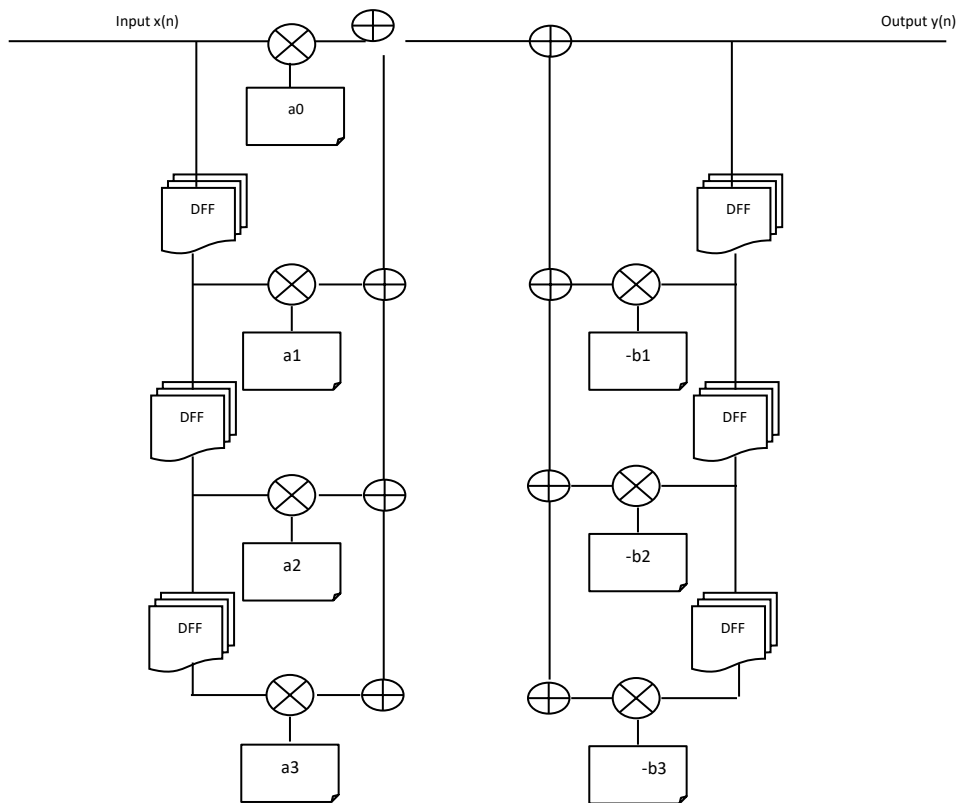 Input x(n)
Output y(n)
a0
DFF
DFF
a1
-b1
DFF
DFF
a2
-b2
DFF
DFF
a3
-b3